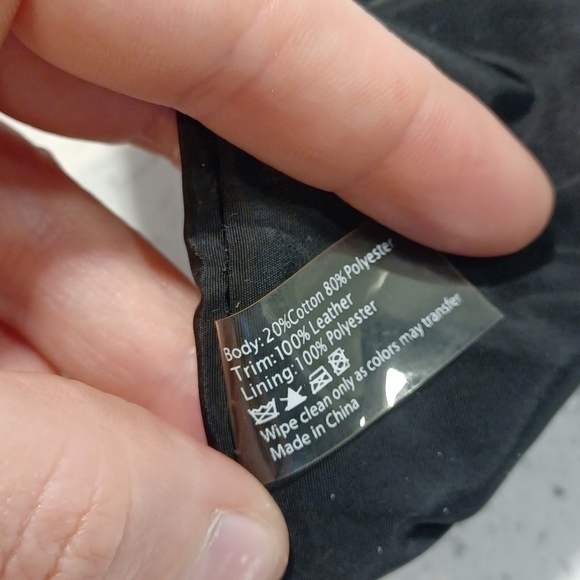 Body:20%Cotton 80%Polyester
Trim:100% Leather
Lining:100% Polyester
Wipe clean only as colors may transfer
Made in China